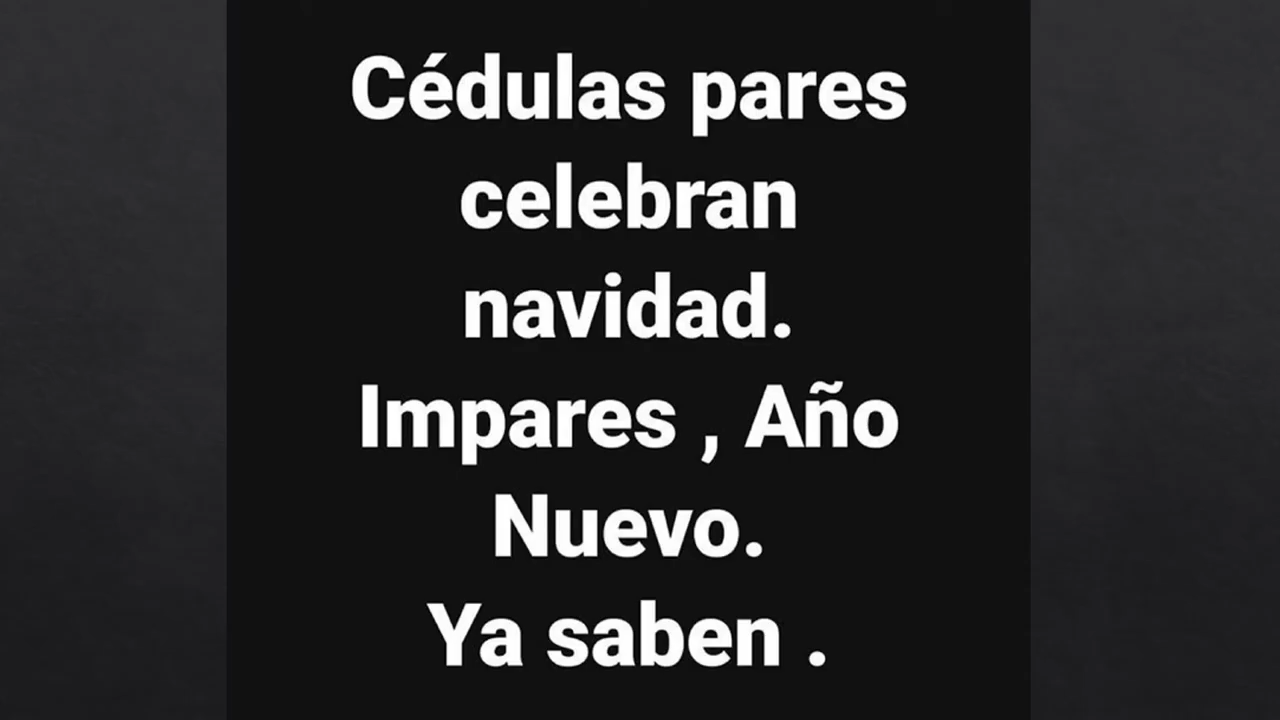 Cédulas pares
celebran
navidad.
Impares , Año
Nuevo.
Ya saben .